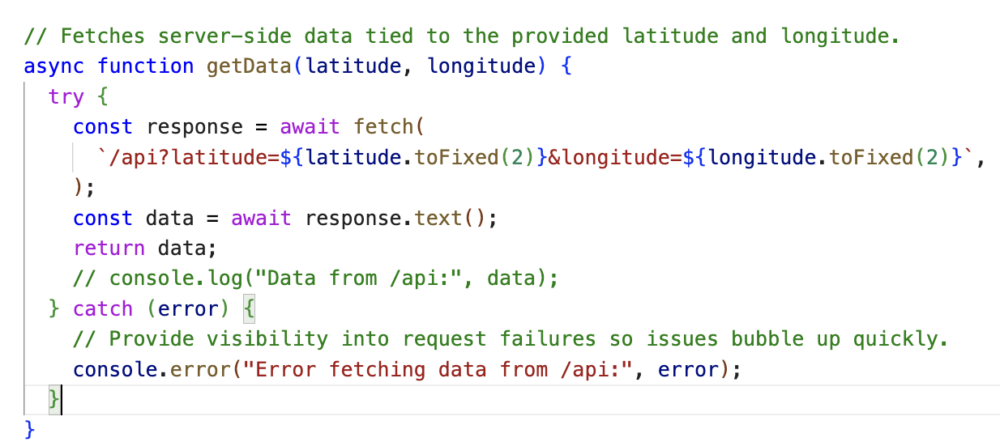 // Fetches server-side data tied to the provided latitude and longitude.
async function getData(latitude, longitude) {
  try {
    const response = await fetch(
      `/api?latitude=${latitude.toFixed(2)}&longitude=${longitude.toFixed(2)}`,
    );
    const data = await response.text();
    return data;
    // console.log("Data from /api:", data);
  } catch (error) {
    // Provide visibility into request failures so issues bubble up quickly.
    console.error("Error fetching data from /api:", error);
  }
}